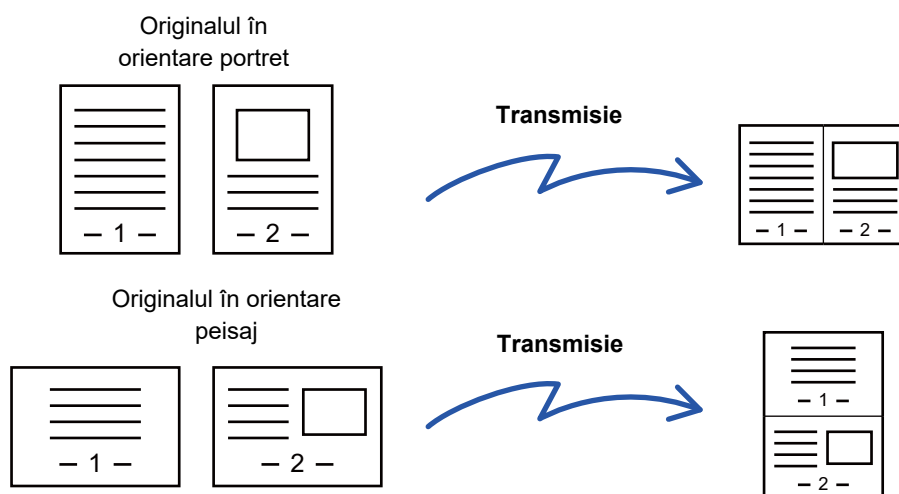 Originalul în
orientare portret
Transmisie
– 1 –
– 2 –
– 1 –
– 2 –
Originalul în orientare
peisaj
Transmisie
– 1 –
– 2 –
– 1 –
– 2 –